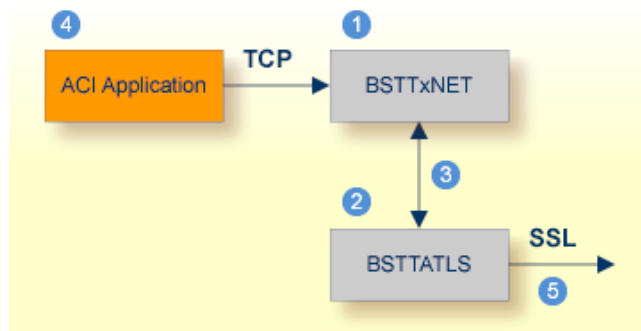 4
1
TCP
ACI Application
BSTTxNET
3
2
SSL
BSTTATLS
5